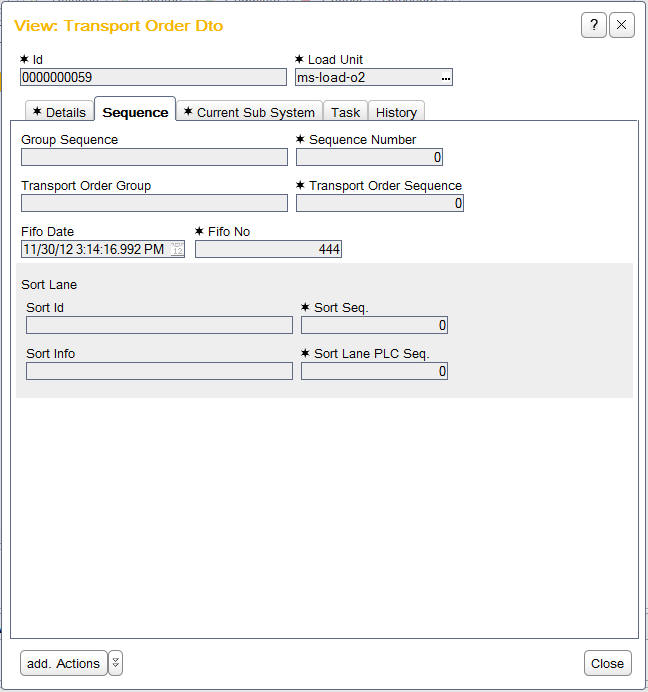 View: Transport Order Dto
?
✶ Id ✶ Load Unit
0000000059 ms-load-o2 ...
✶ Details Sequence ✶ Current Sub System Task History
Group Sequence ✶ Sequence Number
0
Transport Order Group ✶ Transport Order Sequence
0
Fifo Date ✶ Fifo No
11/30/12 3:14:16.992 PM 12 444
Sort Lane
Sort Id ✶ Sort Seq.
0
Sort Info ✶ Sort Lane PLC Seq.
0
add. Actions Close